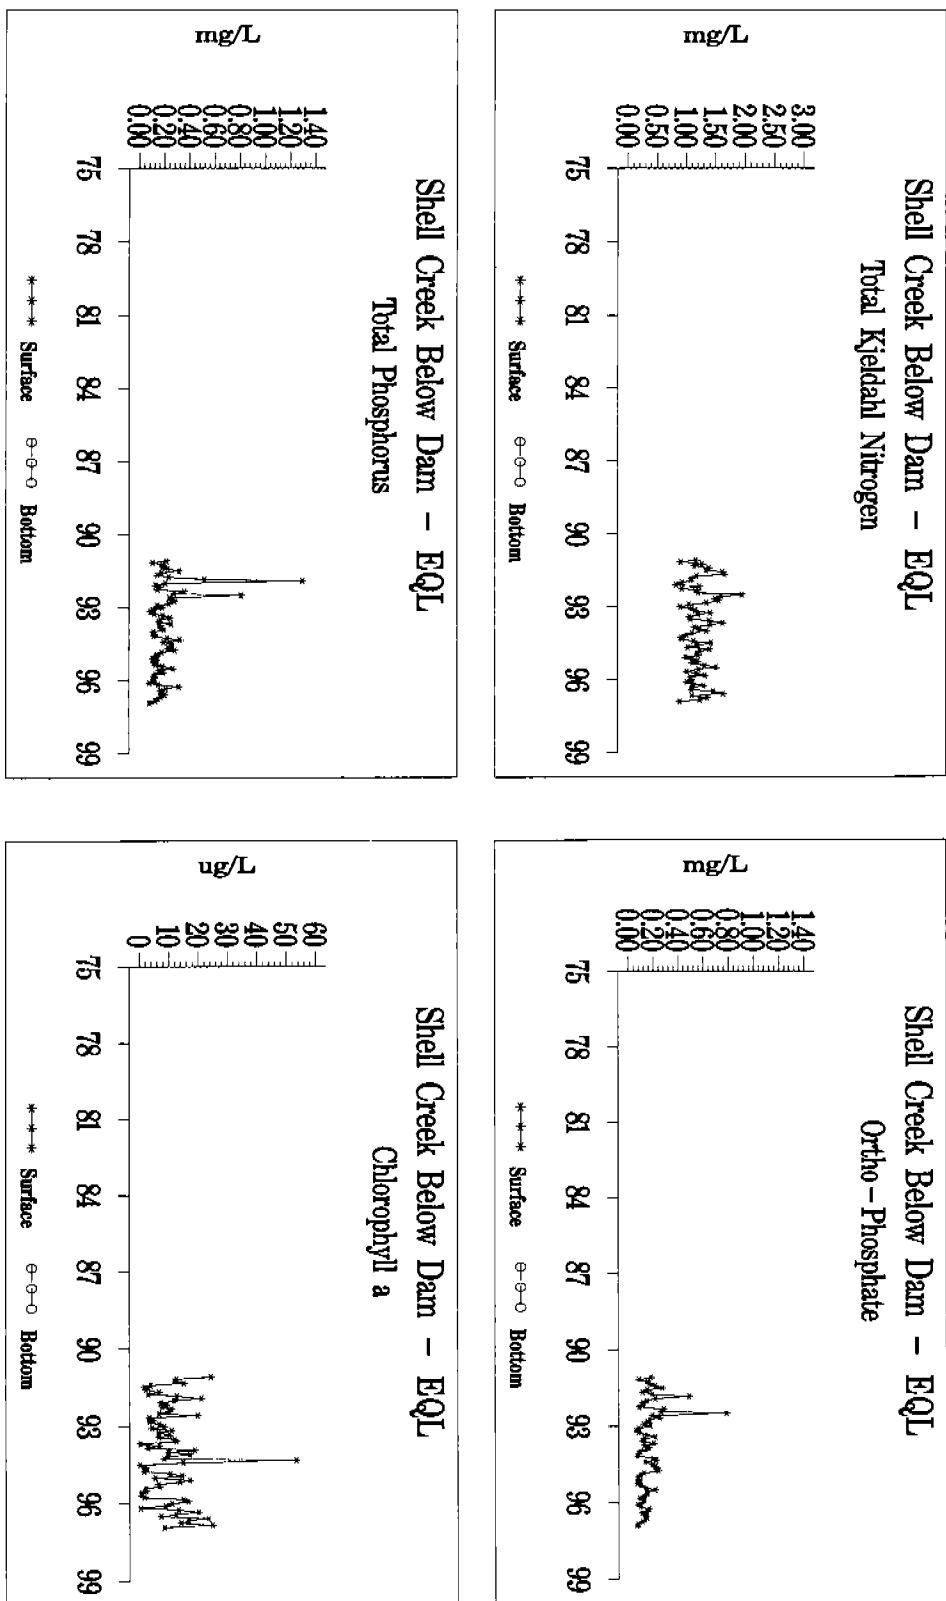 Shell Creek Below Dam – EQL
Total Kjeldahl Nitrogen
mg/L
3.00
2.50
2.00
1.50
1.00
0.50
0.00
75 78 81 84 87 90 93 96 99
Surface Bottom
Shell Creek Below Dam – EQL
Ortho–Phosphate
mg/L
1.40
1.20
1.00
0.80
0.60
0.40
0.20
0.00
75 78 81 84 87 90 93 96 99
Surface Bottom
Shell Creek Below Dam – EQL
Total Phosphorus
mg/L
1.40
1.20
1.00
0.80
0.60
0.40
0.20
0.00
75 78 81 84 87 90 93 96 99
Surface Bottom
Shell Creek Below Dam – EQL
Chlorophyll a
ug/L
60
50
40
30
20
10
0
75 78 81 84 87 90 93 96 99
Surface Bottom